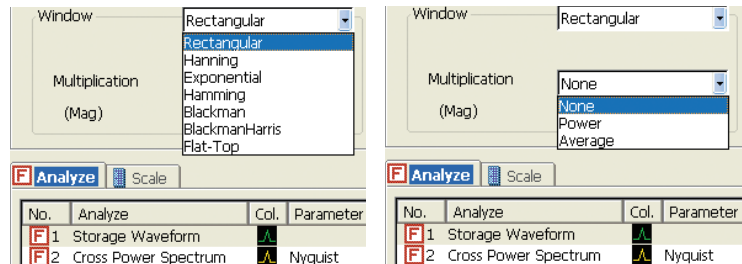 Window
Rectangular
Rectangular
Hanning
Exponential
Hamming
Blackman
BlackmanHarris
Flat-Top
Multiplication
(Mag)
F Analyze Scale
No. Analyze Col. Parameter
F 1 Storage Waveform
F 2 Cross Power Spectrum Nyquist
Window
Rectangular
Multiplication
(Mag)
None
None
Power
Average
F Analyze Scale
No. Analyze Col. Parameter
F 1 Storage Waveform
F 2 Cross Power Spectrum Nyquist